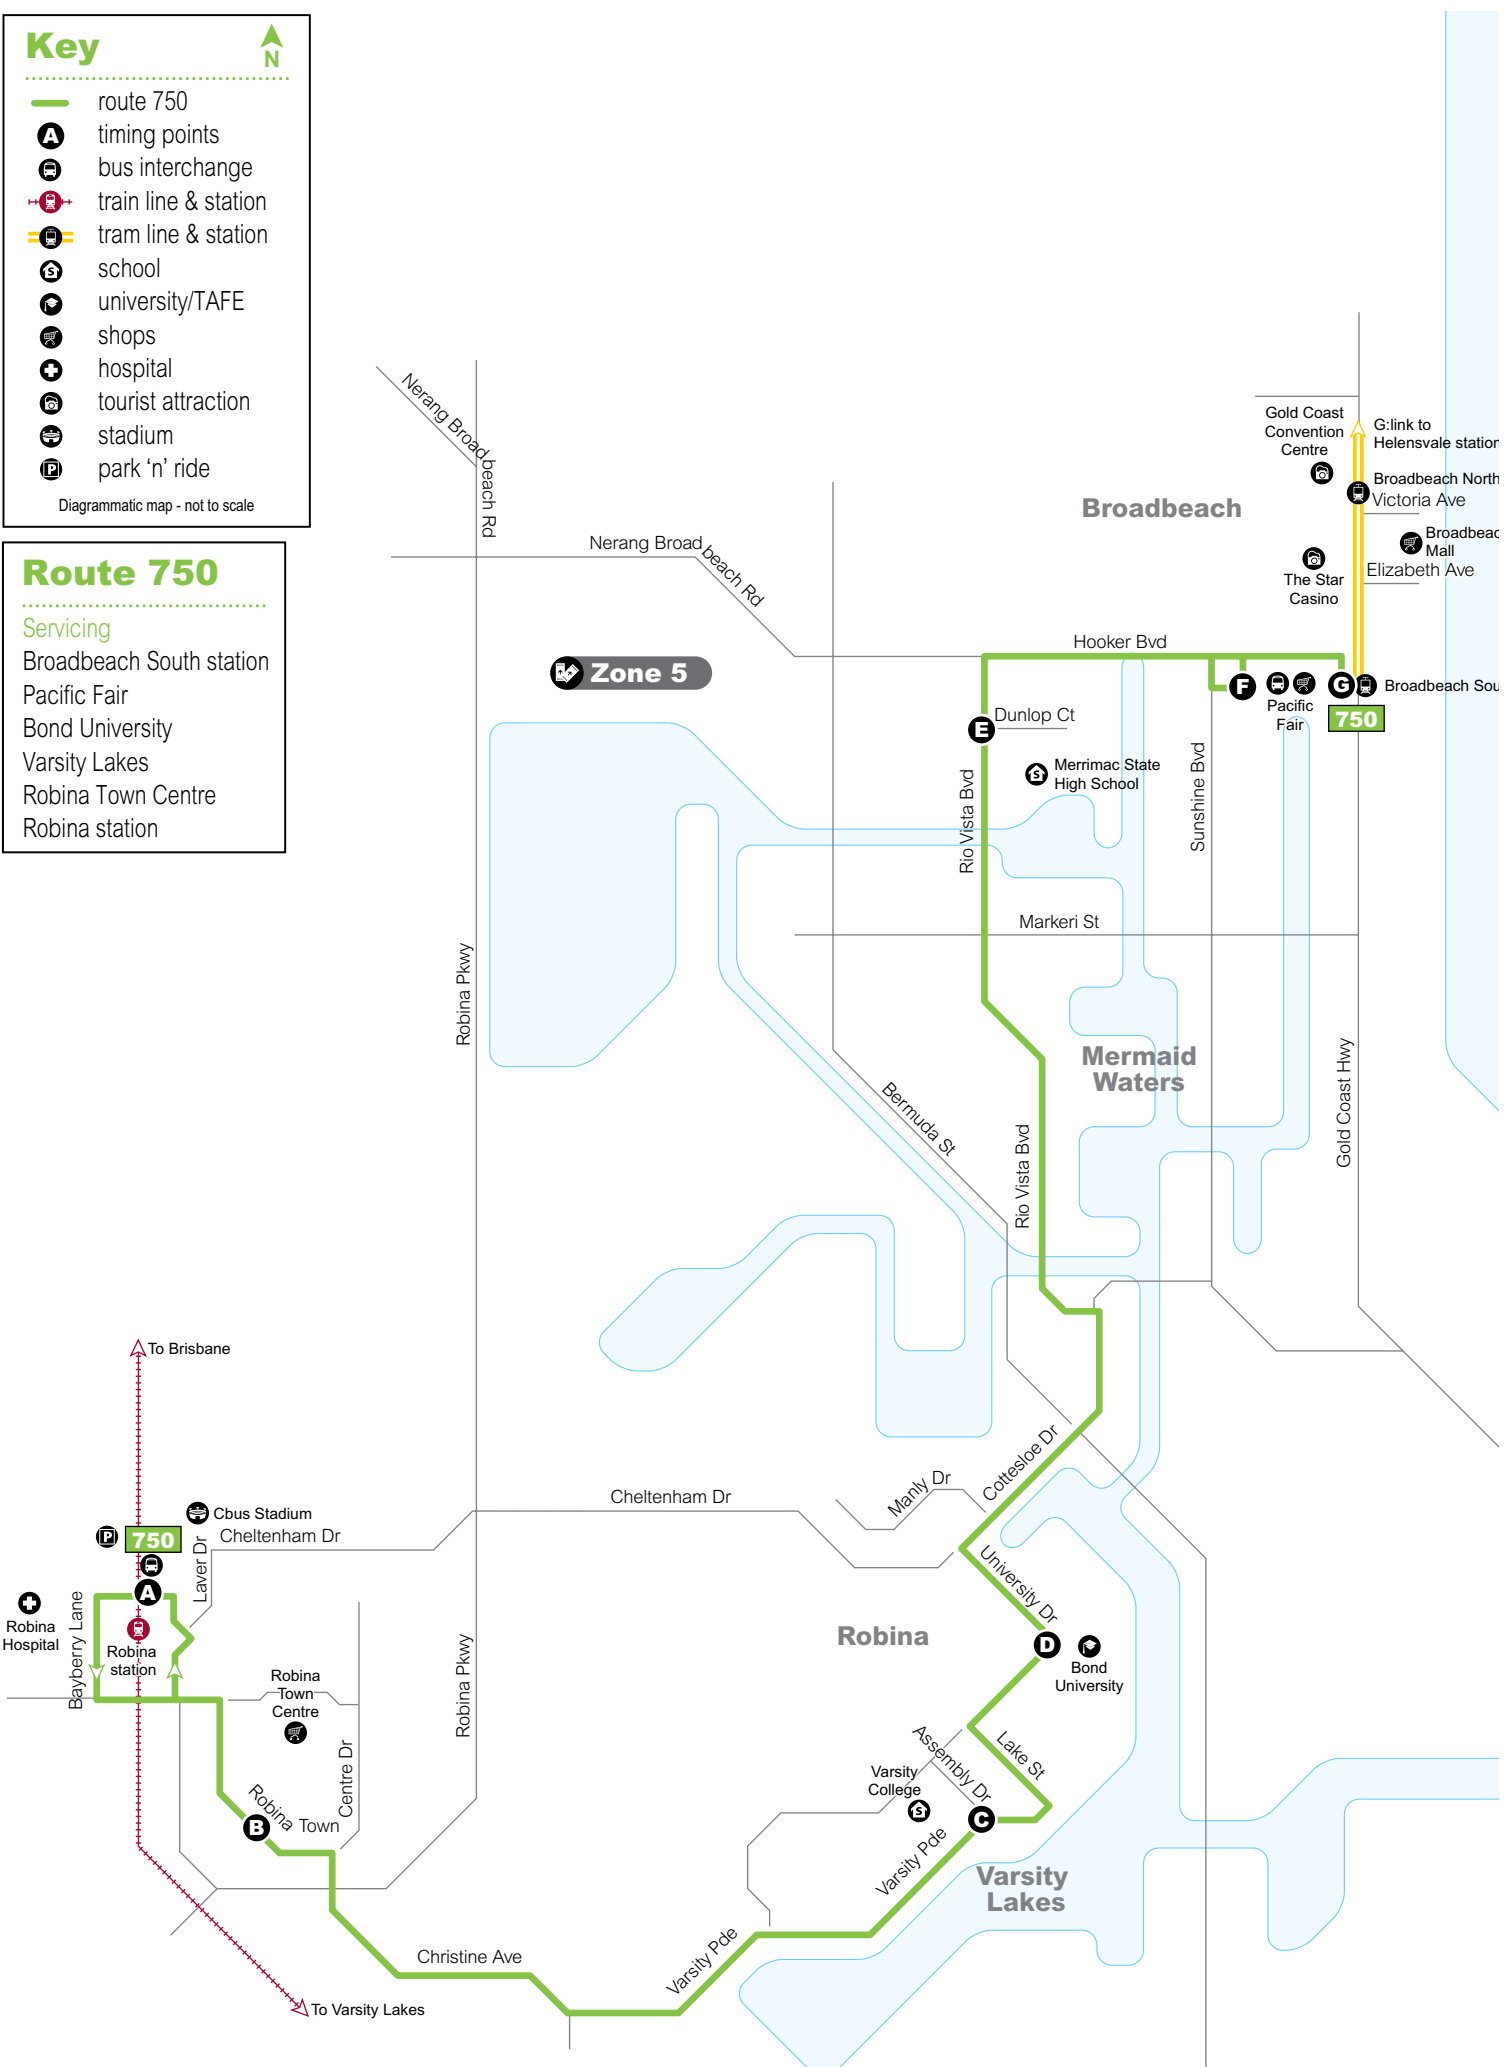 Key
N
route 750
A
timing points
bus interchange
train line & station
tram line & station
S
school
university/TAFE
shops
hospital
tourist attraction
stadium
P
park ‘n’ ride
Diagrammatic map - not to scale
Route 750
Servicing
Broadbeach South station
Pacific Fair
Bond University
Varsity Lakes
Robina Town Centre
Robina station
Nerang Broadbeach Rd
Nerang Broadbeach Rd
Zone 5
Broadbeach
Gold Coast
Convention
Centre
G:link to
Helensvale station
Broadbeach North
Victoria Ave
Broadbeac
Mall
Elizabeth Ave
The Star
Casino
Hooker Bvd
F
G
Broadbeach Sou
Pacific
Fair
750
E
Dunlop Ct
S
Merrimac State
High School
Rio Vista Bvd
Sunshine Bvd
Markeri St
Robina Pkwy
Mermaid
Waters
Bermuda St
Rio Vista Bvd
Gold Coast Hwy
To Brisbane
Cottesloe Dr
Manly Dr
Cheltenham Dr
Cbus Stadium
P
750
Cheltenham Dr
Laver Dr
A
Bayberry Lane
Robina
Hospital
Robina
station
University Dr
Robina
D
Bond
University
Robina Pkwy
Robina
Town
Centre
Lake St
Assembly Dr
Varsity
College
S
C
Robina Town Centre Dr
B
Varsity Pde
Varsity
Lakes
Christine Ave
Varsity Pde
To Varsity Lakes